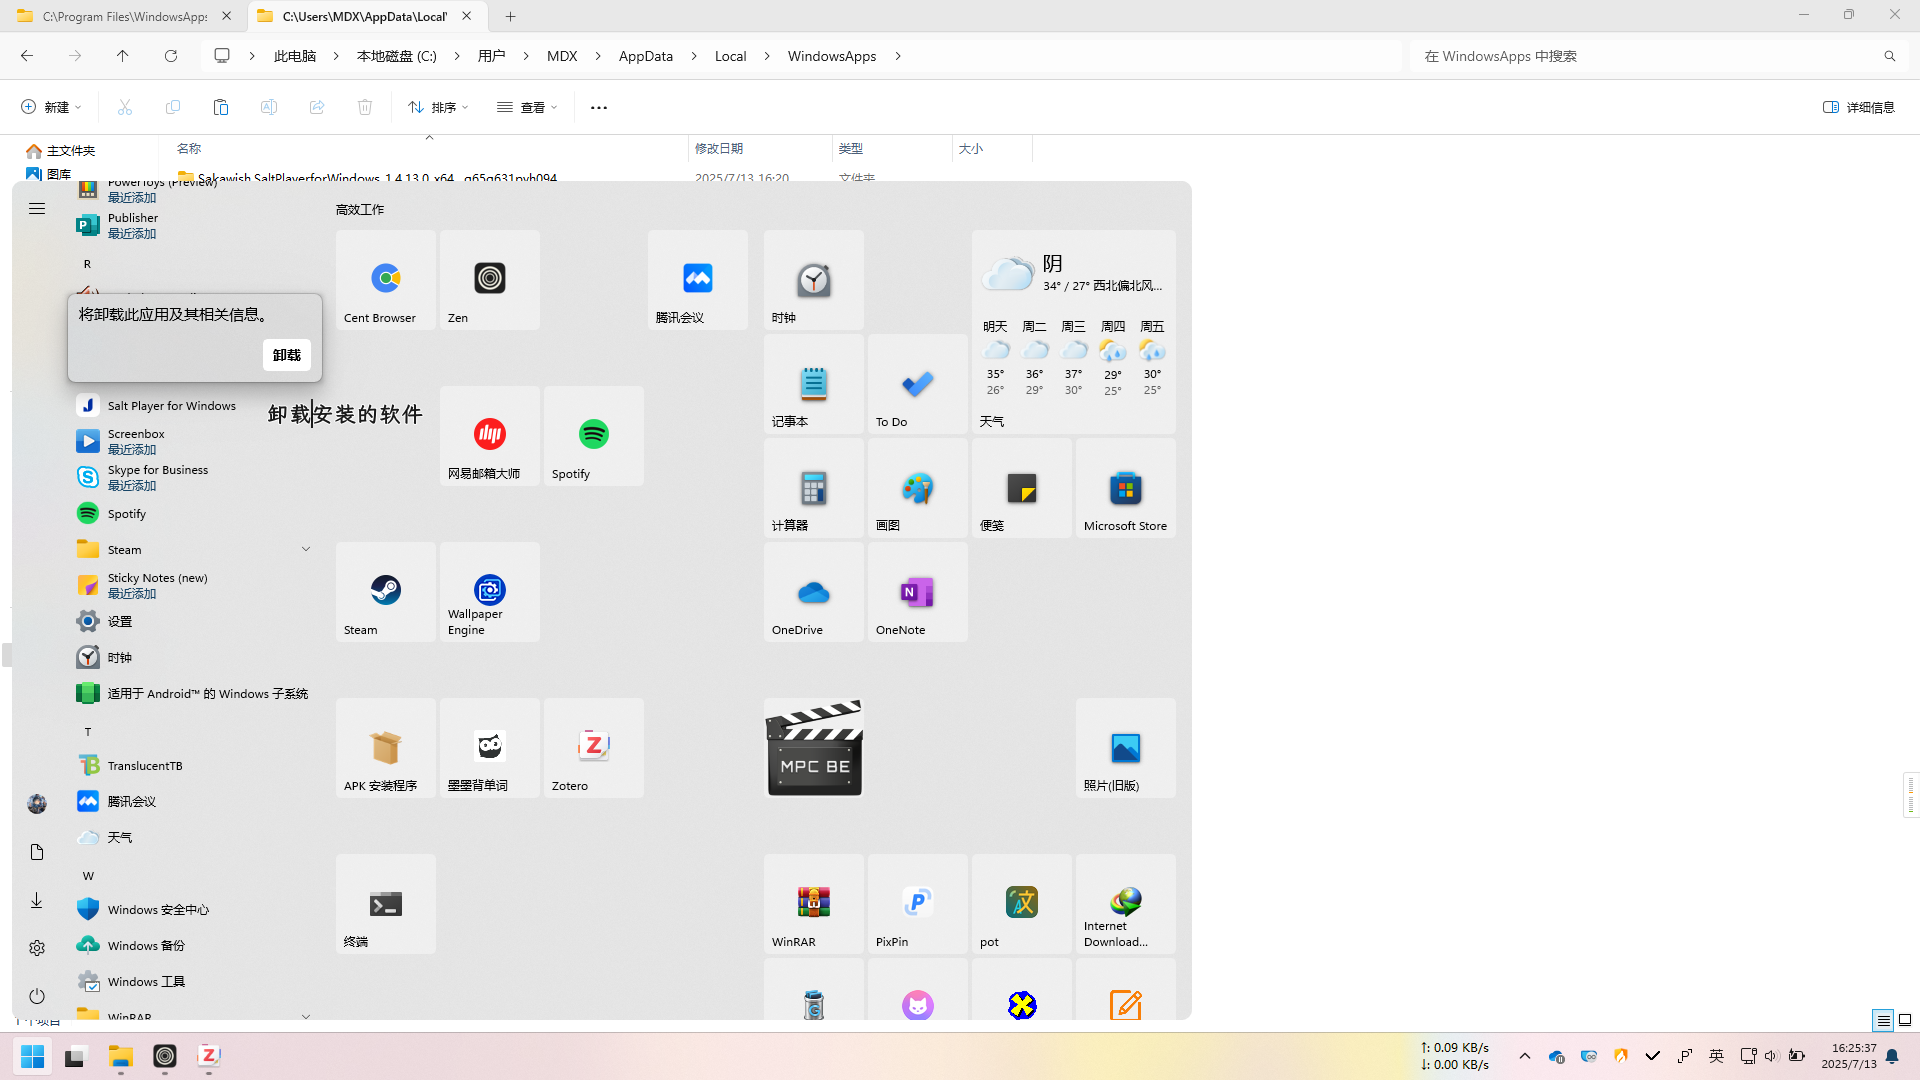 C:\Program Files\WindowsApps
C:\Users\MDX\AppData\Local\
此电脑
本地磁盘 (C:)
用户
MDX
AppData
Local
WindowsApps
在 WindowsApps 中搜索
新建
排序
查看
详细信息
主文件夹
图库
名称
修改日期
类型
大小
Sakawish.SaltPlayerforWindows_1.4.13.0_x64__q65q631pvh094
2025/7/13 16:20
文件夹
PowerToys (Preview)
最近添加
Publisher
最近添加
R
将卸载此应用及其相关信息。
卸载
Salt Player for Windows
卸载安装的软件
Screenbox
最近添加
Skype for Business
最近添加
Spotify
Steam
Sticky Notes (new)
最近添加
设置
时钟
适用于 Android™ 的 Windows 子系统
T
TranslucentTB
腾讯会议
天气
W
Windows 安全中心
Windows 备份
Windows 工具
WinRAR
高效工作
Cent Browser
Zen
腾讯会议
时钟
阴
34° / 27° 西北偏北风...
明天 周二 周三 周四 周五
35° 36° 37° 29° 30°
26° 29° 30° 25° 25°
天气
记事本
To Do
网易邮箱大师
Spotify
计算器
画图
便笺
Microsoft Store
Steam
Wallpaper
Engine
OneDrive
OneNote
APK 安装程序
墨墨背单词
Zotero
MPC BE
照片(旧版)
终端
WinRAR
PixPin
pot
Internet
Download...
1 个项目
↑: 0.09 KB/s
↓: 0.00 KB/s
英
16:25:37
2025/7/13